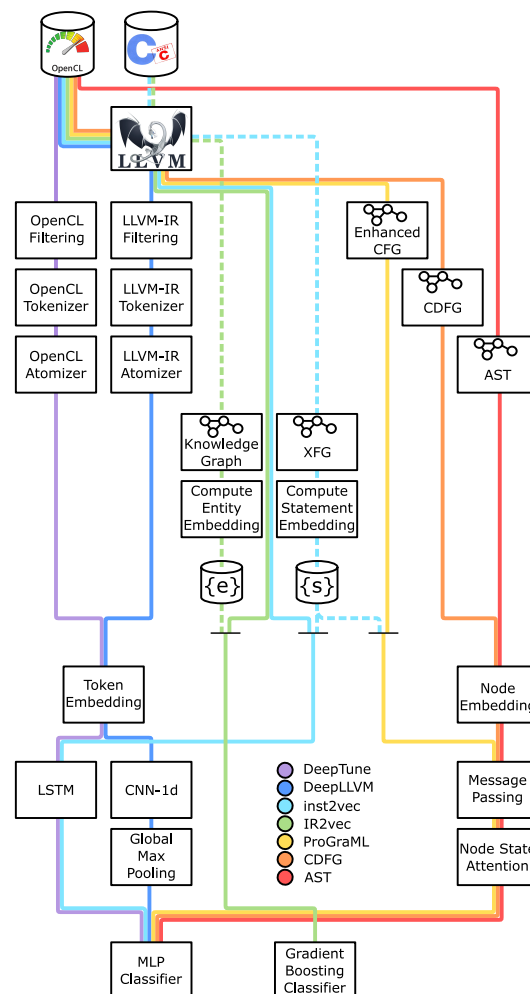 OpenCL
C
ANSI
C
LLVM
OpenCL
Filtering
LLVM-IR
Filtering
Enhanced
CFG
OpenCL
Tokenizer
LLVM-IR
Tokenizer
CDFG
OpenCL
Atomizer
LLVM-IR
Atomizer
AST
Knowledge
Graph
XFG
Compute
Entity
Embedding
Compute
Statement
Embedding
{e}
{s}
Token
Embedding
Node
Embedding
LSTM
CNN-1d
DeepTune
DeepLLVM
inst2vec
IR2vec
ProGraML
CDFG
AST
Message
Passing
Global
Max
Pooling
Node State
Attention
MLP
Classifier
Gradient
Boosting
Classifier